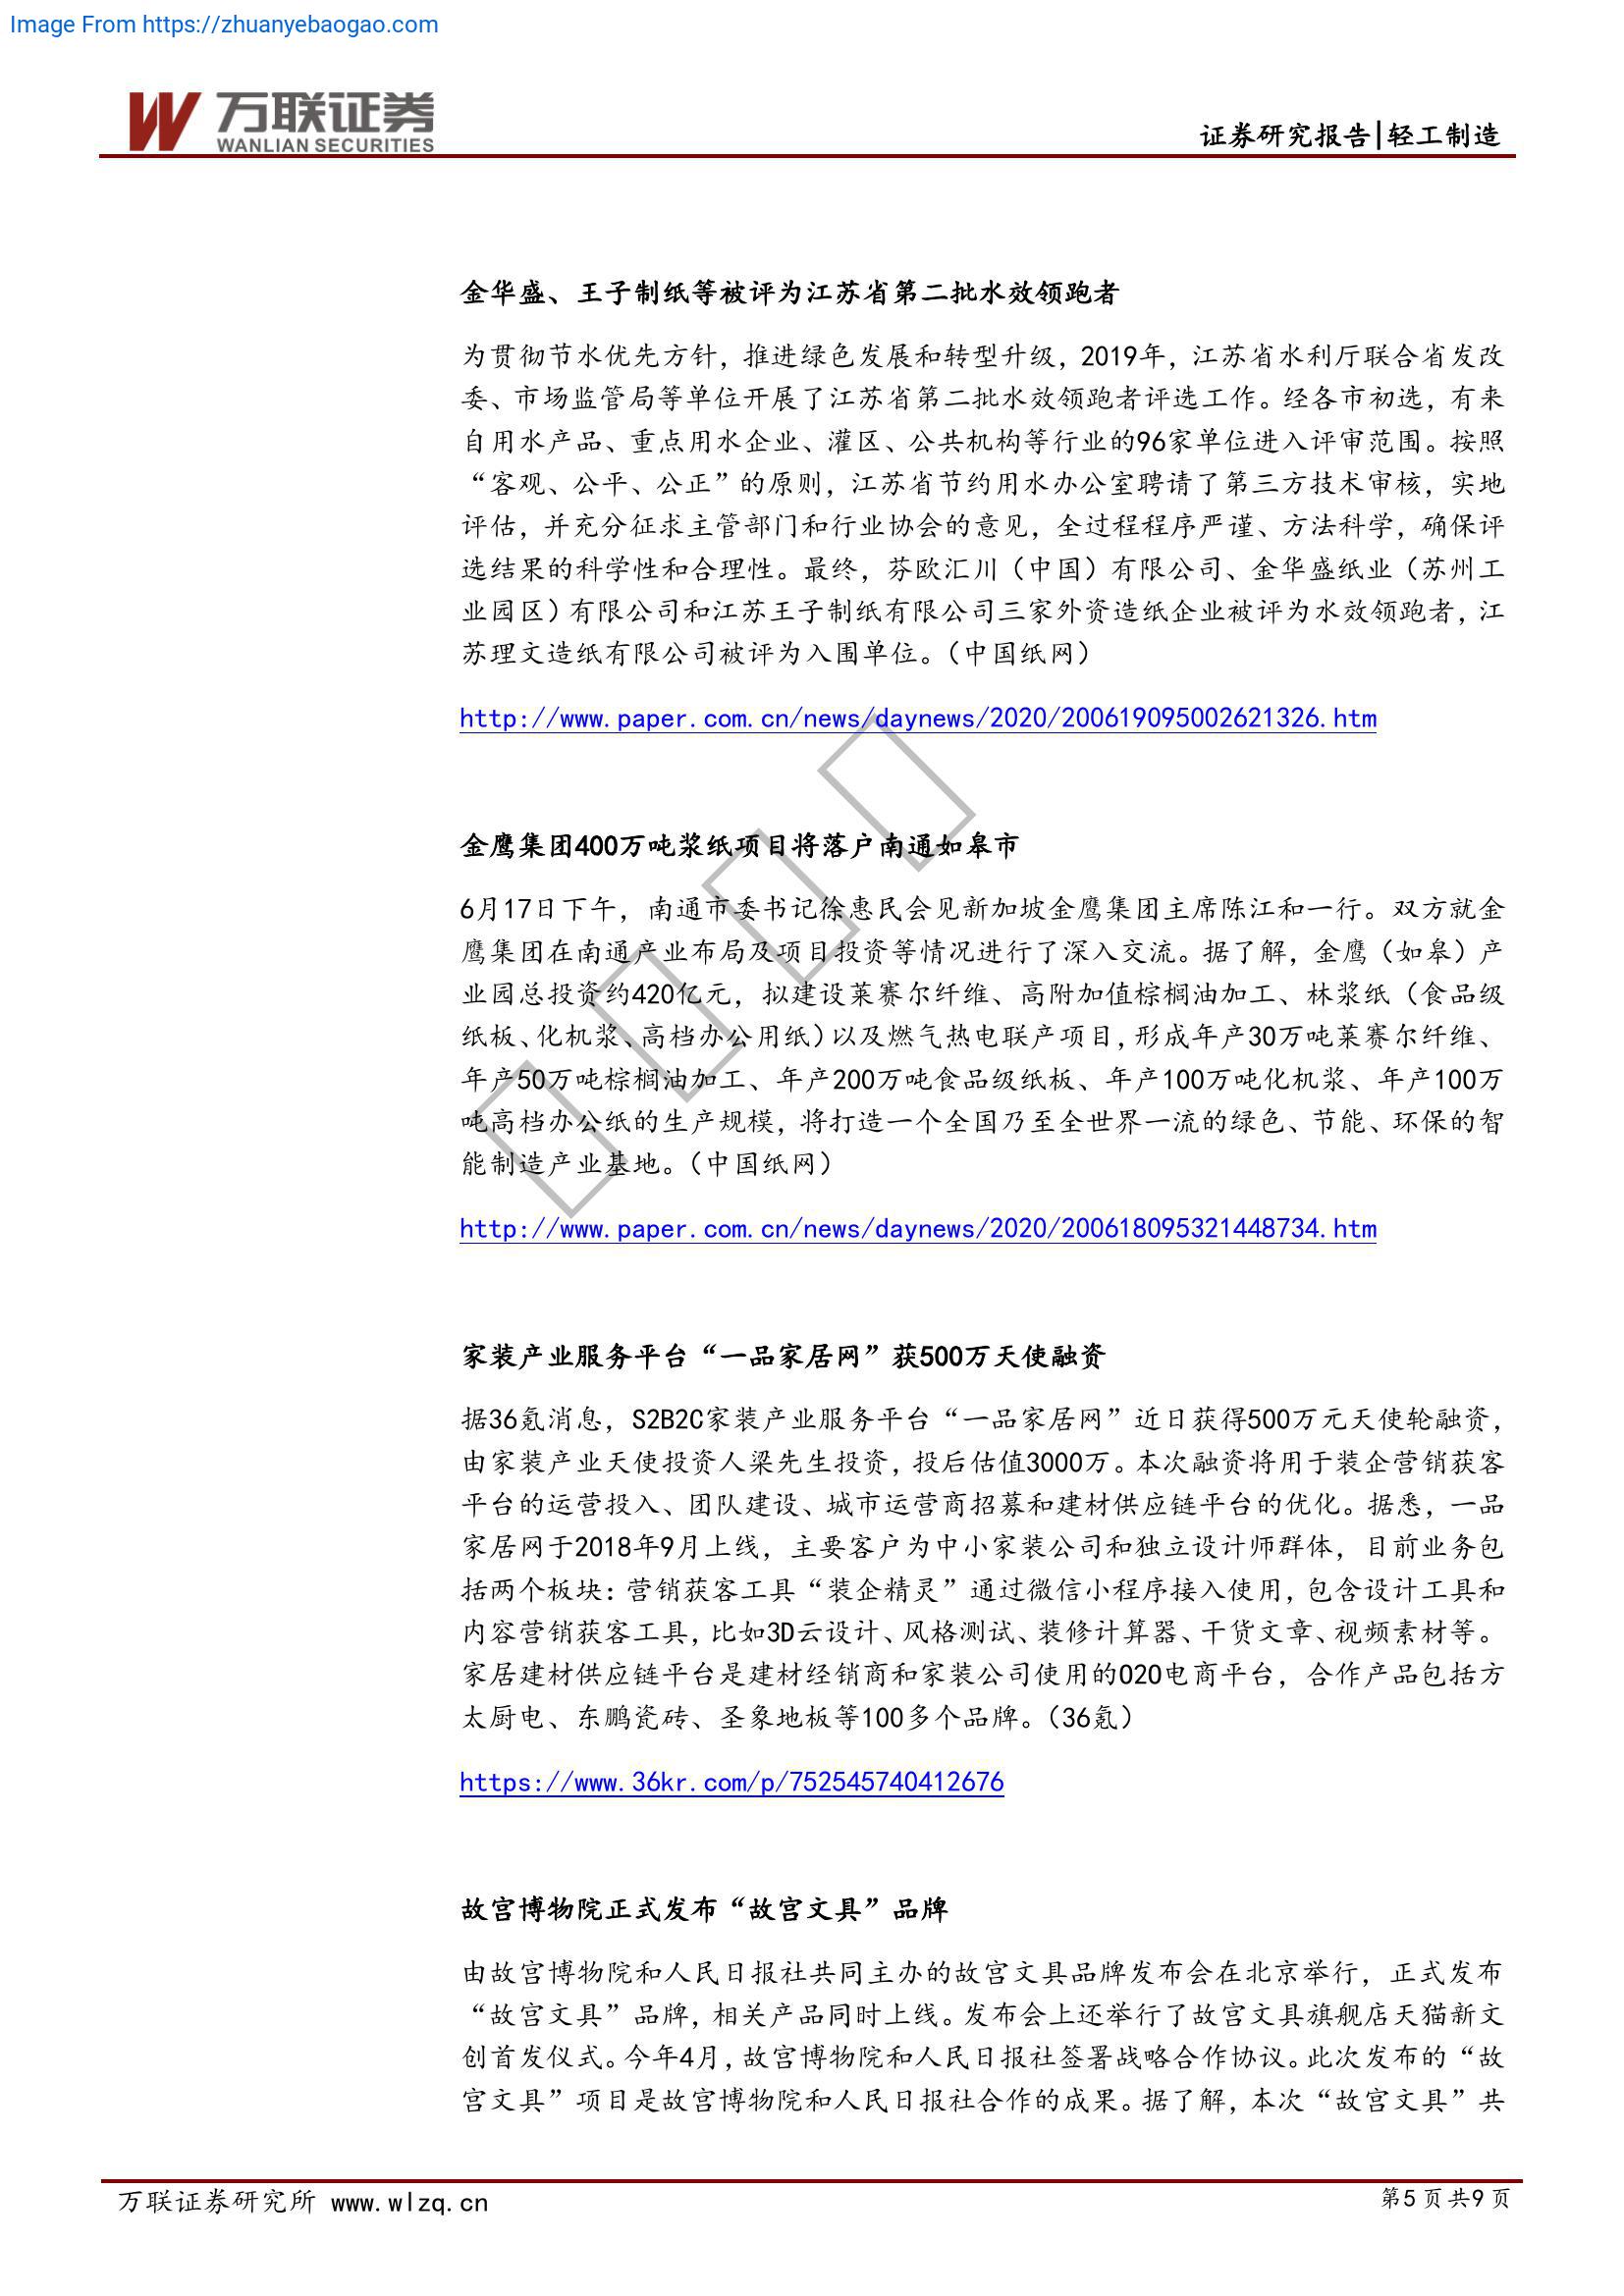 Image From https://zhuanyebaogao.com
万联证券
WANLIAN SECURITIES
证券研究报告|轻工制造
金华盛、王子制纸等被评为江苏省第二批水效领跑者
为贯彻节水优先方针，推进绿色发展和转型升级，2019年，江苏省水利厅联合省发改
委、市场监管局等单位开展了江苏省第二批水效领跑者评选工作。经各市初选，有来
自用水产品、重点用水企业、灌区、公共机构等行业的96家单位进入评审范围。按照
“客观、公平、公正”的原则，江苏省节约用水办公室聘请了第三方技术审核，实地
评估，并充分征求主管部门和行业协会的意见，全过程程序严谨、方法科学，确保评
选结果的科学性和合理性。最终，芬欧汇川（中国）有限公司、金华盛纸业（苏州工
业园区）有限公司和江苏王子制纸有限公司三家外资造纸企业被评为水效领跑者，江
苏理文造纸有限公司被评为入围单位。（中国纸网）
http://www.paper.com.cn/news/daynews/2020/200619095002621326.htm
金鹰集团400万吨浆纸项目将落户南通如皋市
6月17日下午，南通市委书记徐惠民会见新加坡金鹰集团主席陈江和一行。双方就金
鹰集团在南通产业布局及项目投资等情况进行了深入交流。据了解，金鹰（如皋）产
业园总投资约420亿元，拟建设莱赛尔纤维、高附加值棕榈油加工、林浆纸（食品级
纸板、化机浆、高档办公用纸）以及燃气热电联产项目，形成年产30万吨莱赛尔纤维、
年产50万吨棕榈油加工、年产200万吨食品级纸板、年产100万吨化机浆、年产100万
吨高档办公纸的生产规模，将打造一个全国乃至全世界一流的绿色、节能、环保的智
能制造产业基地。（中国纸网）
http://www.paper.com.cn/news/daynews/2020/200618095321448734.htm
家装产业服务平台“一品家居网”获500万天使融资
据36氪消息，S2B2C家装产业服务平台“一品家居网”近日获得500万元天使轮融资，
由家装产业天使投资人梁先生投资，投后估值3000万。本次融资将用于装企营销获客
平台的运营投入、团队建设、城市运营商招募和建材供应链平台的优化。据悉，一品
家居网于2018年9月上线，主要客户为中小家装公司和独立设计师群体，目前业务包
括两个板块：营销获客工具“装企精灵”通过微信小程序接入使用，包含设计工具和
内容营销获客工具，比如3D云设计、风格测试、装修计算器、干货文章、视频素材等。
家居建材供应链平台是建材经销商和家装公司使用的O2O电商平台，合作产品包括方
太厨电、东鹏瓷砖、圣象地板等100多个品牌。（36氪）
https://www.36kr.com/p/752545740412676
故宫博物院正式发布“故宫文具”品牌
由故宫博物院和人民日报社共同主办的故宫文具品牌发布会在北京举行，正式发布
“故宫文具”品牌，相关产品同时上线。发布会上还举行了故宫文具旗舰店天猫新文
创首发仪式。今年4月，故宫博物院和人民日报社签署战略合作协议。此次发布的“故
宫文具”项目是故宫博物院和人民日报社合作的成果。据了解，本次“故宫文具”共
万联证券研究所 www.wlzq.cn
第5页共9页